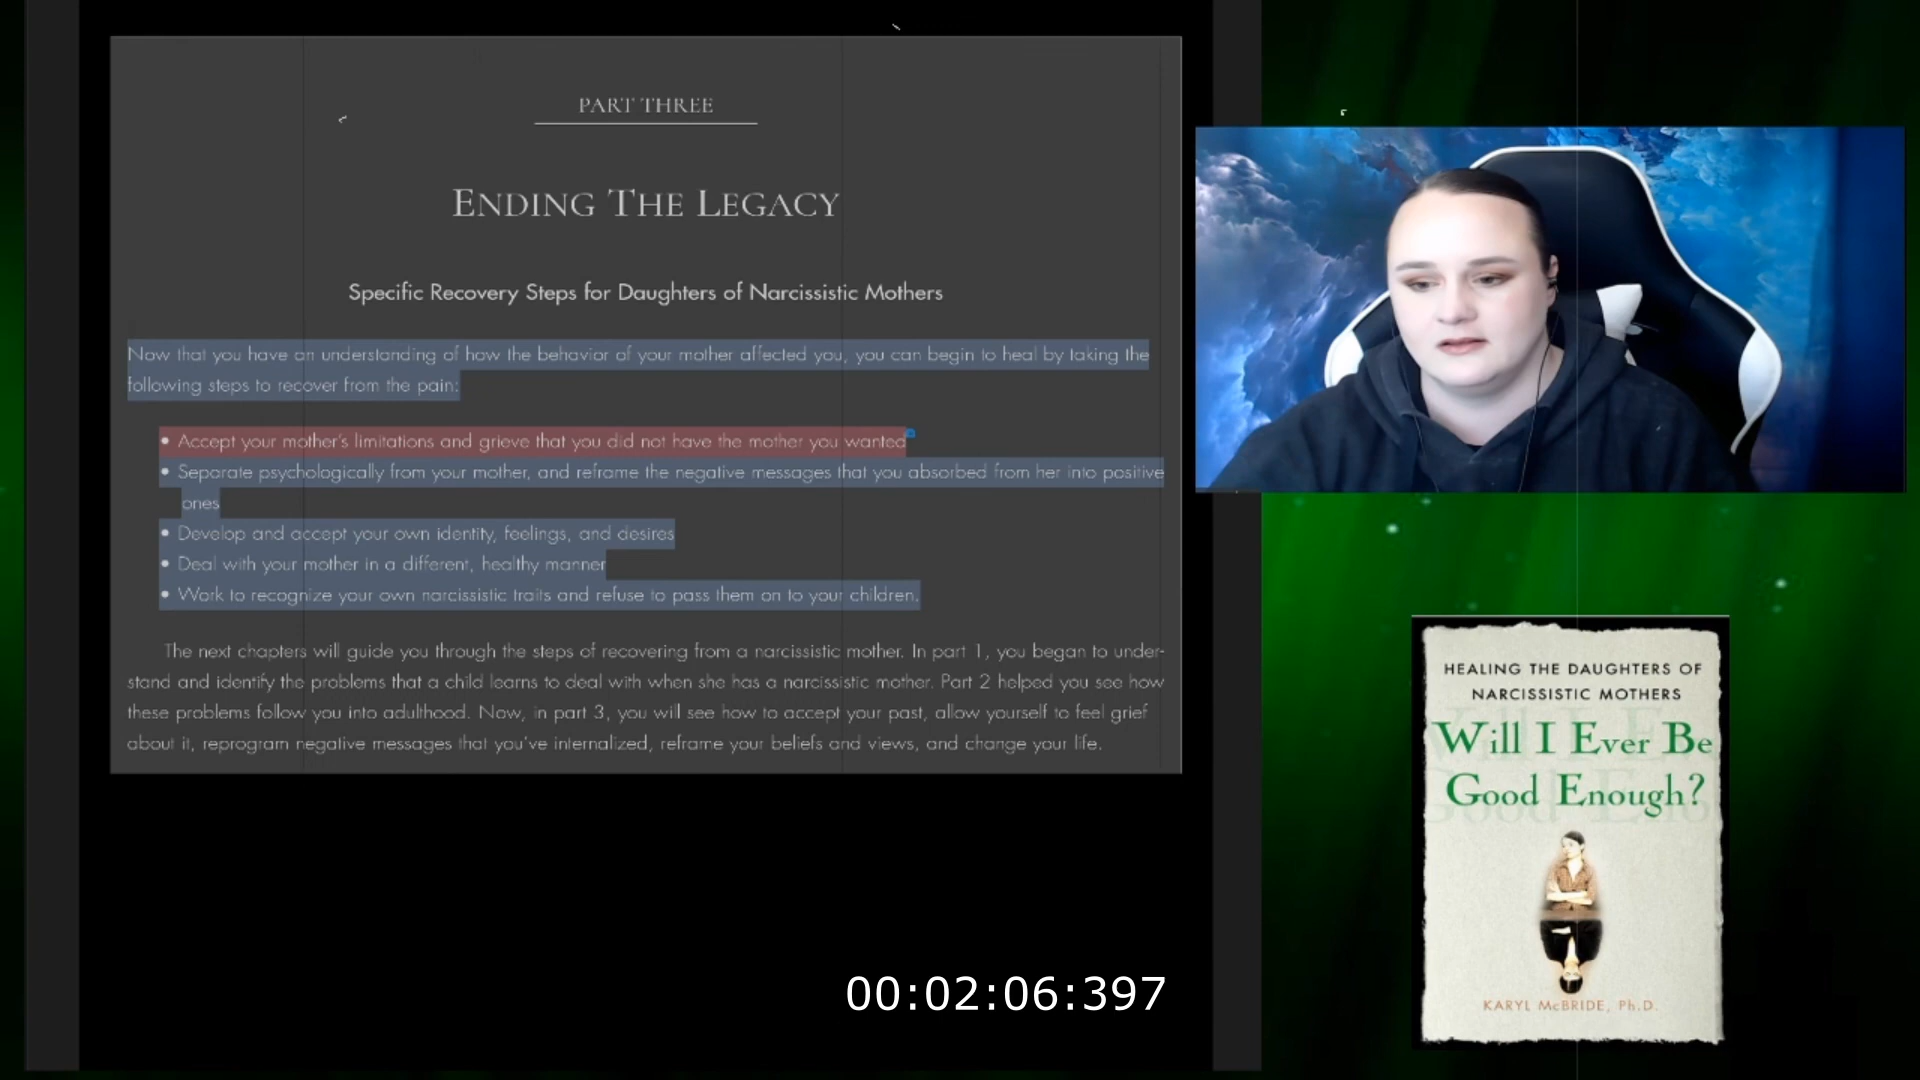 PART THREE
ENDING THE LEGACY
Specific Recovery Steps for Daughters of Narcissistic Mothers
Now that you have an understanding of how the behavior of your mother affected you, you can begin to heal by taking the
following steps to recover from the pain:
• Accept your mother's limitations and grieve that you did not have the mother you wanted
• Separate psychologically from your mother, and reframe the negative messages that you absorbed from her into positive
ones
• Develop and accept your own identity, feelings, and desires
• Deal with your mother in a different, healthy manner
• Work to recognize your own narcissistic traits and refuse to pass them on to your children.
The next chapters will guide you through the steps of recovering from a narcissistic mother. In part 1, you began to under-
stand and identify the problems that a child learns to deal with when she has a narcissistic mother. Part 2 helped you see how
these problems follow you into adulthood. Now, in part 3, you will see how to accept your past, allow yourself to feel grief
about it, reprogram negative messages that you've internalized, reframe your beliefs and views, and change your life.
00:02:06:397
HEALING THE DAUGHTERS OF
NARCISSISTIC MOTHERS
Will I Ever Be
Good Enough?
KARYL McBRIDE, Ph.D.